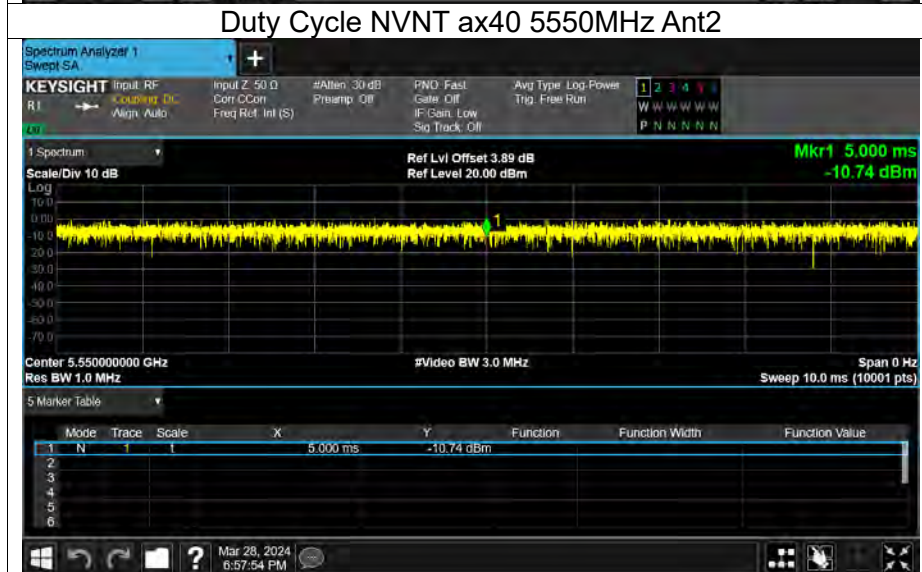 Duty Cycle NVNT ax40 5550MHz Ant2
Spectrum Analyzer 1
Swept SA
+
KEYSIGHT Input: RF Input Z: 50 Ω #Atten: 30 dB PNO: Fast Avg Type: Log-Power 1 2 3 4 5 6
R L Coupling: DC Corr CCorr Preamp: Off Gate: Off Trig: Free Run W W W W W W
Align: Auto Freq Ref: Int (S) IF Gain: Low
Sig Track: Off P N N N N N
1 Spectrum Ref Lvl Offset 3.89 dB Mkr1 5.000 ms
Scale/Div 10 dB Ref Level 20.00 dBm -10.74 dBm
Log
10.0
0.00
-10.0
-20.0
-30.0
-40.0
-50.0
-60.0
-70.0
1
Center 5.550000000 GHz #Video BW 3.0 MHz Span 0 Hz
Res BW 1.0 MHz Sweep 10.0 ms (10001 pts)
5 Marker Table
Mode Trace Scale X Y Function Function Width Function Value
1 N 1 t 5.000 ms -10.74 dBm
2
3
4
5
6
? Mar 28, 2024
6:57:54 PM